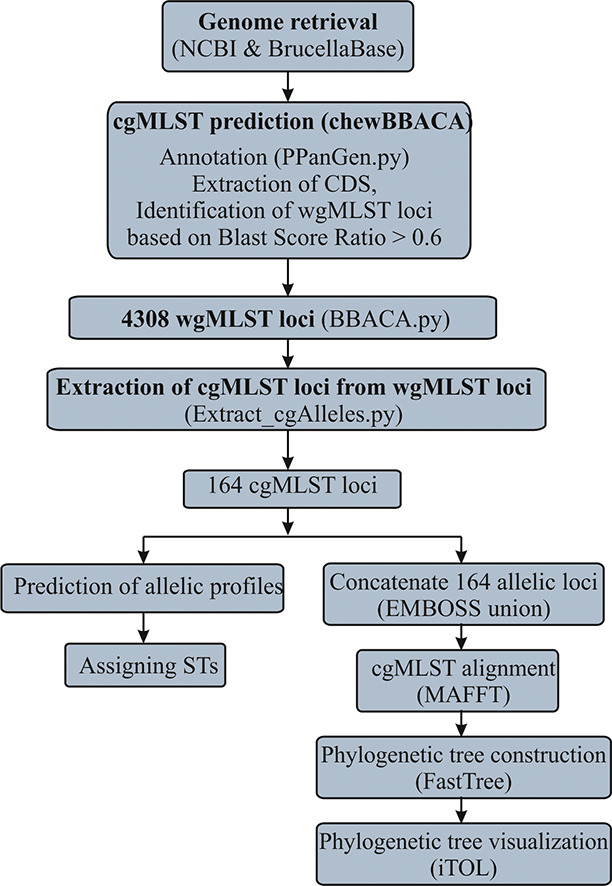 Genome retrieval
(NCBI & BrucellaBase)
cgMLST prediction (chewBBACA)
Annotation (PPanGen.py)
Extraction of CDS,
Identification of wgMLST loci
based on Blast Score Ratio > 0.6
4308 wgMLST loci (BBACA.py)
Extraction of cgMLST loci from wgMLST loci
(Extract_cgAlleles.py)
164 cgMLST loci
Prediction of allelic profiles
Assigning STs
Concatenate 164 allelic loci
(EMBOSS union)
cgMLST alignment
(MAFFT)
Phylogenetic tree construction
(FastTree)
Phylogenetic tree visualization
(iTOL)